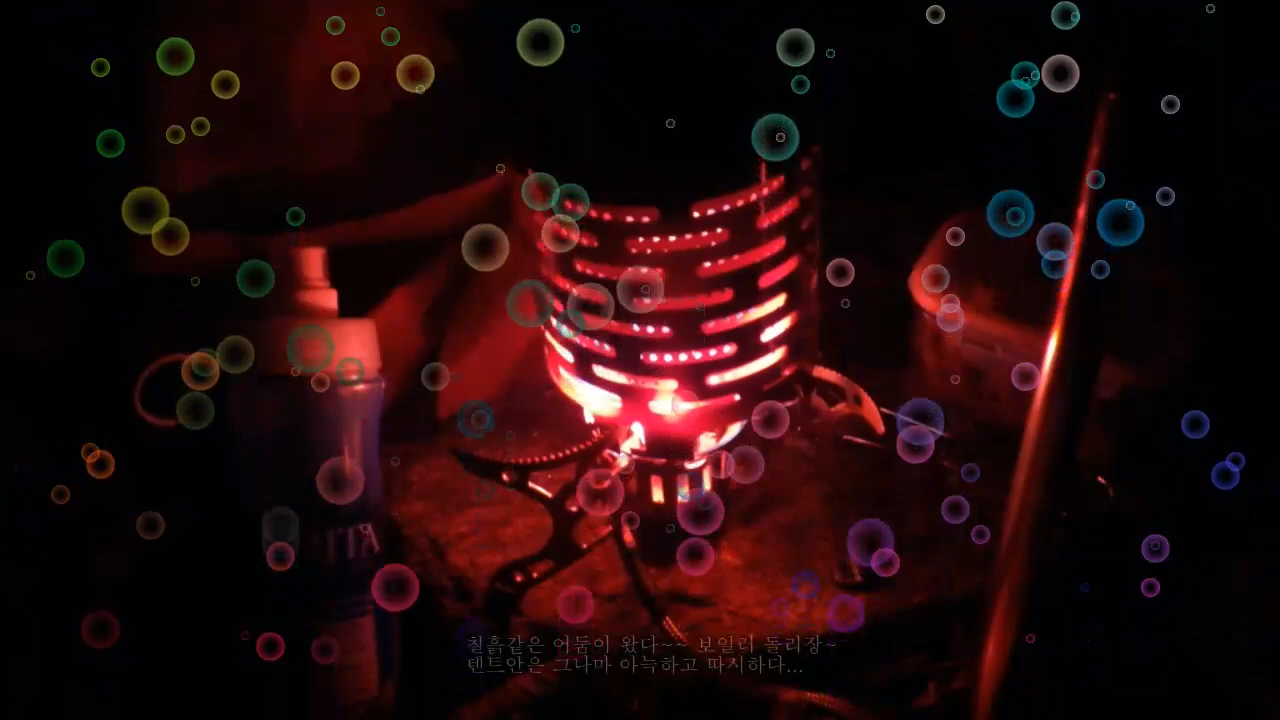 칠흙같은 어둠이 왔다~~ 보일러 돌리장~
텐트안은 그나마 아늑하고 따시하다...